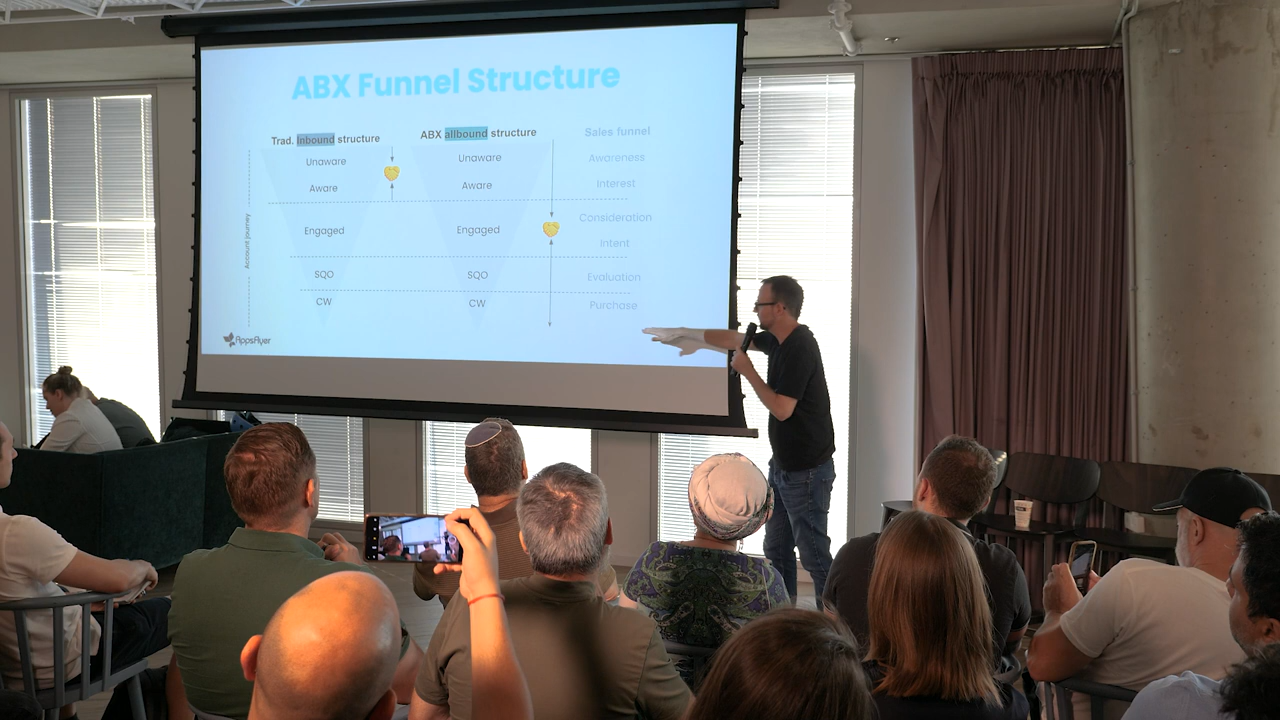 ABX Funnel Structure
Trad. inbound structure
ABX allbound structure
Sales funnel
Unaware
Unaware
Awareness
Aware
Aware
Interest
Account journey
Engaged
Engaged
Consideration
Intent
SQO
SQO
Evaluation
CW
CW
Purchase
AppsFlyer